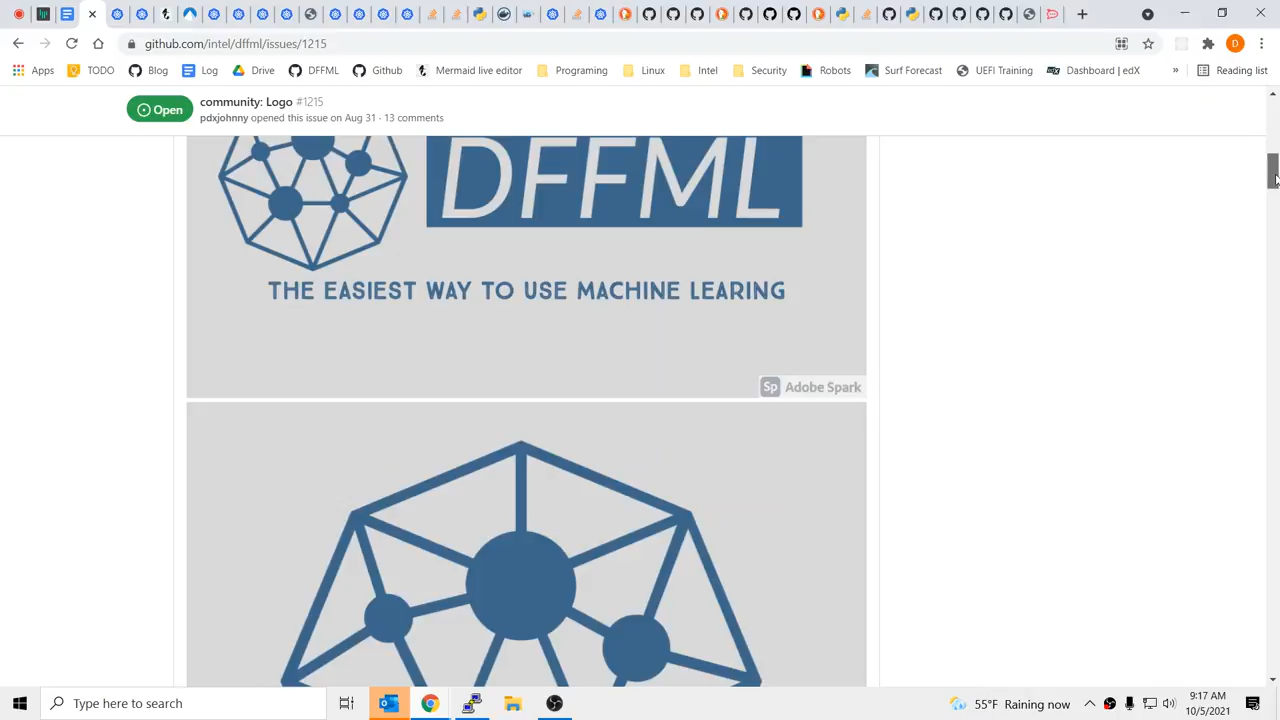 github.com/intel/dffml/issues/1215
Apps
TODO
Blog
Log
Drive
DFFML
Github
Mermaid live editor
Programing
Linux
Intel
Security
Robots
Surf Forecast
UEFI Training
Dashboard | edX
»
Reading list
Open
community: Logo #1215
pdxjohnny opened this issue on Aug 31 · 13 comments
DFFML
THE EASIEST WAY TO USE MACHINE LEARING
Sp Adobe Spark
Type here to search
55°F Raining now
9:17 AM
10/5/2021